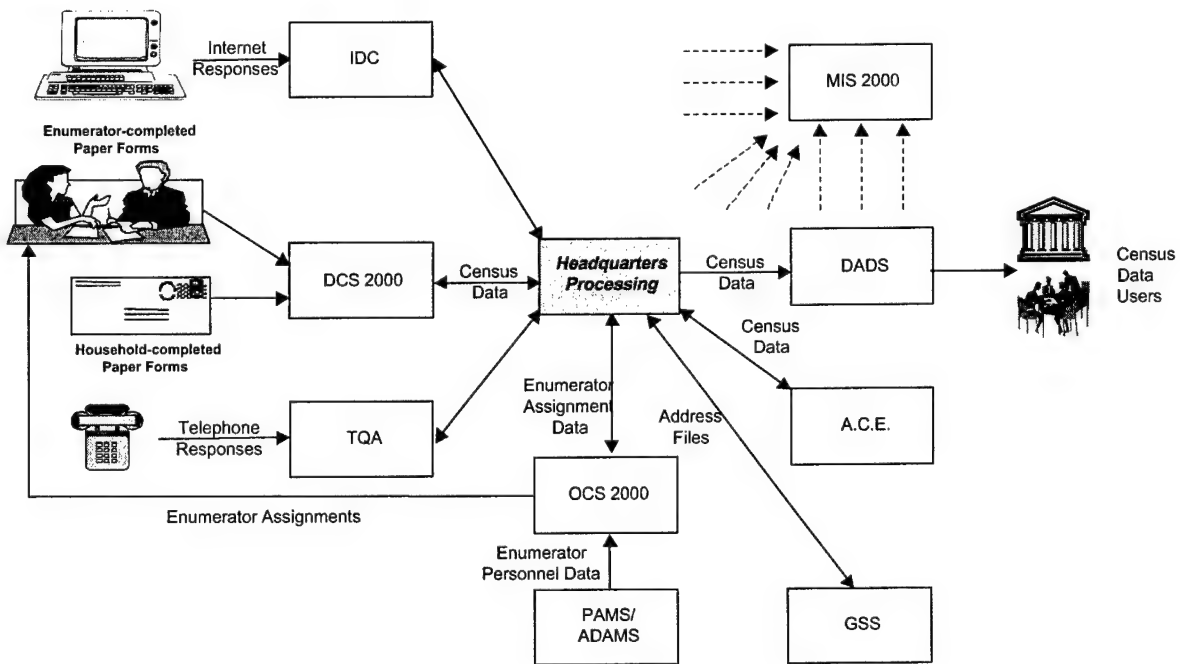 Internet
Responses
IDC
MIS 2000
Enumerator-completed
Paper Forms
DCS 2000
Census
Data
Headquarters
Processing
Census
Data
DADS
Census
Data
Users
Household-completed
Paper Forms
Census
Data
Enumerator
Assignment
Data
Address
Files
A.C.E.
Telephone
Responses
TQA
OCS 2000
Enumerator Assignments
Enumerator
Personnel Data
PAMS/
ADAMS
GSS